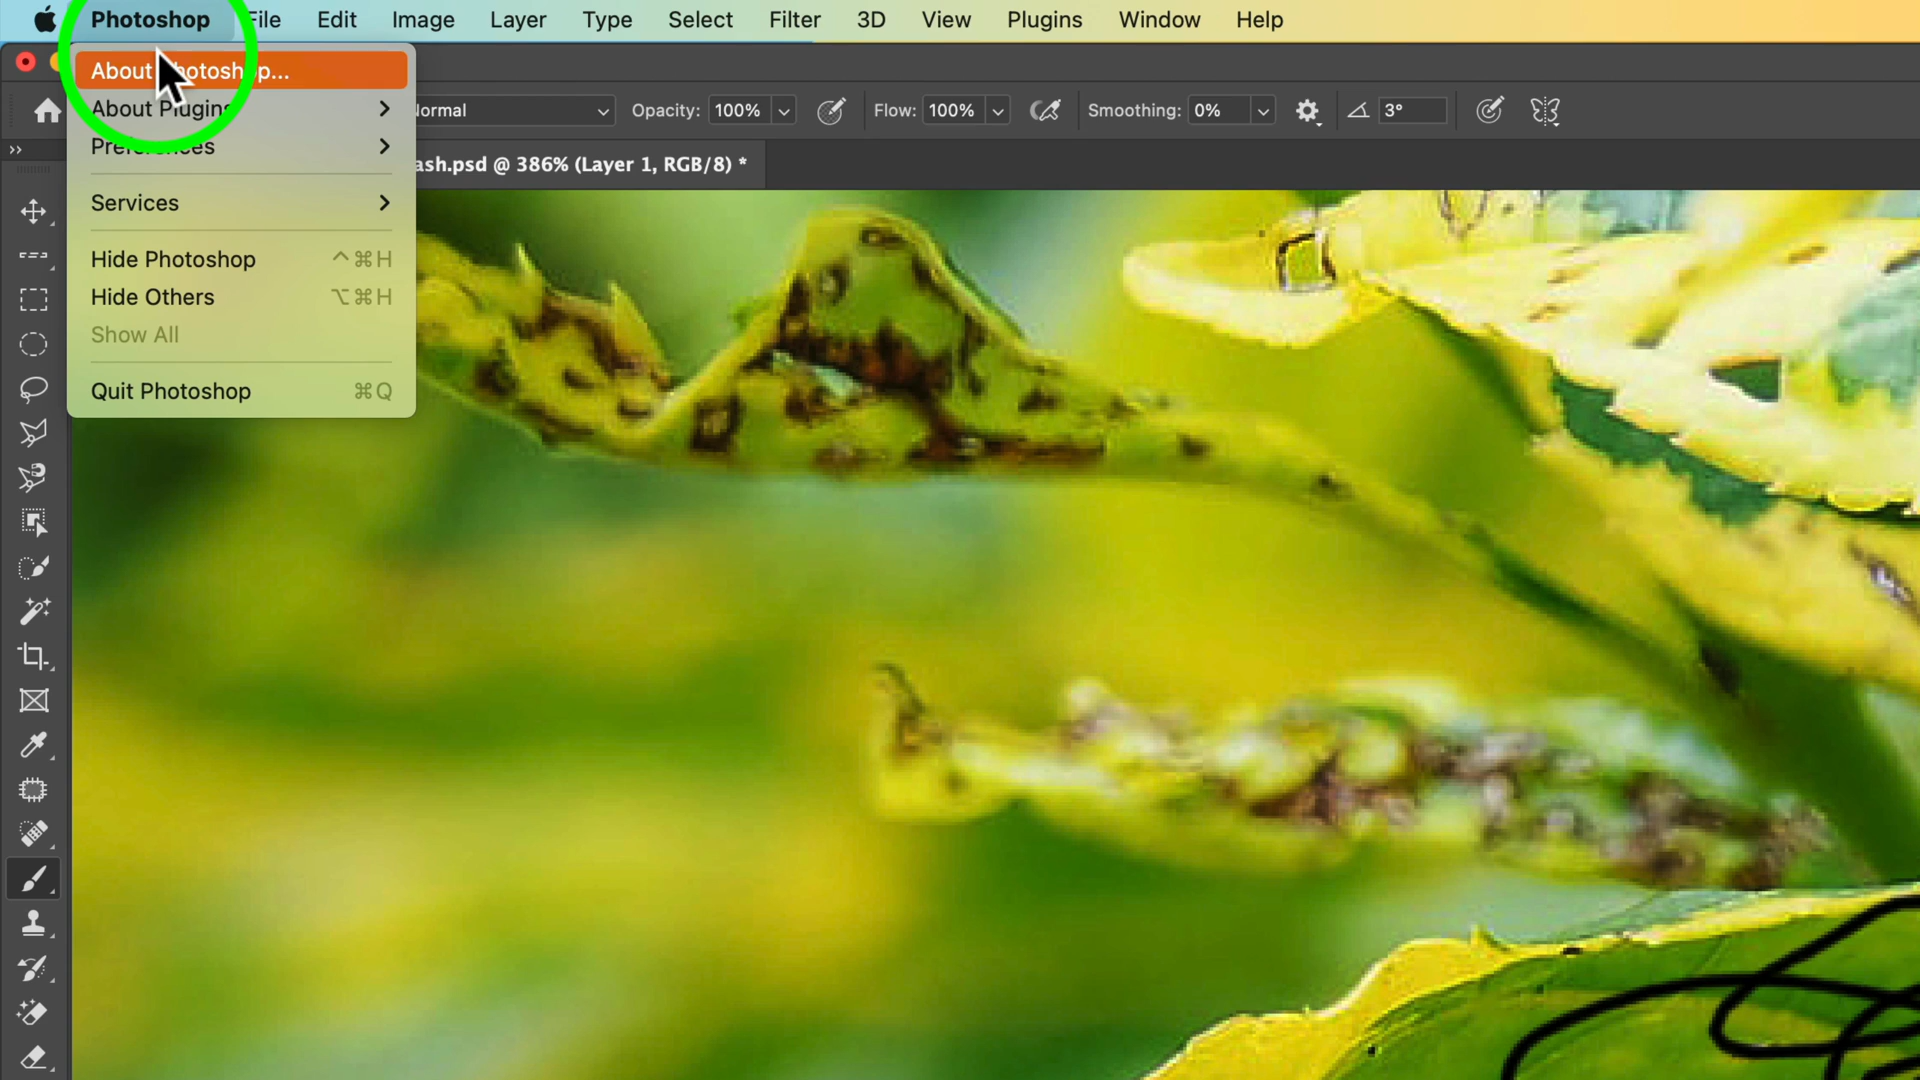 Photoshop File Edit Image Layer Type Select Filter 3D View Plugins Window Help
About Photoshop...
Normal Opacity: 100% Flow: 100% Smoothing: 0% 3°
About Plugins
Preferences
ash.psd @ 386% (Layer 1, RGB/8) *
Services
Hide Photoshop ^⌘H
Hide Others ⌥⌘H
Show All
Quit Photoshop ⌘Q